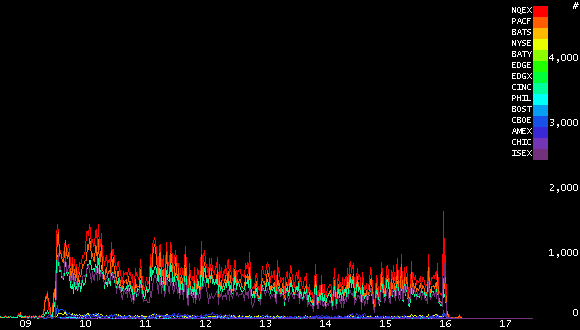 #
NQEX
PACF
BATS
NYSE
BATY
EDGE
EDGX
CINC
PHIL
BOST
CBOE
AMEX
CHIC
ISEX
4,000
3,000
2,000
1,000
0
09 10 11 12 13 14 15 16 17